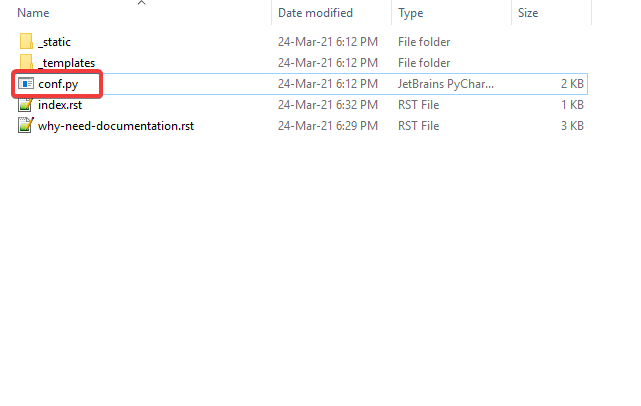 Name Date modified Type Size
_static 24-Mar-21 6:12 PM File folder
_templates 24-Mar-21 6:12 PM File folder
conf.py 24-Mar-21 6:12 PM JetBrains PyChar... 2 KB
index.rst 24-Mar-21 6:32 PM RST File 1 KB
why-need-documentation.rst 24-Mar-21 6:29 PM RST File 3 KB